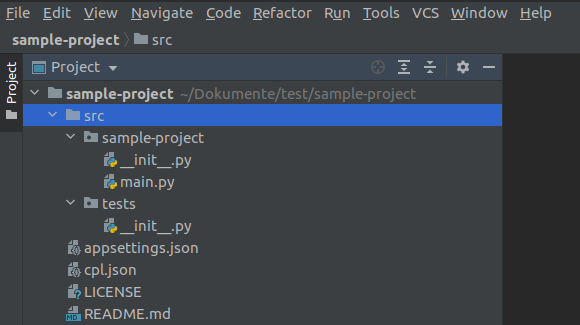 File Edit View Navigate Code Refactor Run Tools VCS Window Help
sample-project src
Project
Project
sample-project ~/Dokumente/test/sample-project
src
sample-project
__init__.py
main.py
tests
__init__.py
appsettings.json
cpl.json
LICENSE
README.md